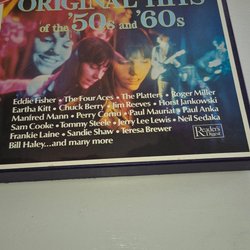 ORIGINAL HITS
of the '50s and '60s
Eddie Fisher • The Four Aces • The Platters • Roger Miller
Eartha Kitt • Chuck Berry • Jim Reeves • Horst Jankowski
Manfred Mann • Perry Como • Paul Mauriat • Paul Anka
Sam Cooke • Tommy Steele • Jerry Lee Lewis • Neil Sedaka
Frankie Laine • Sandie Shaw • Teresa Brewer
Bill Haley...and many more
Reader's
Digest